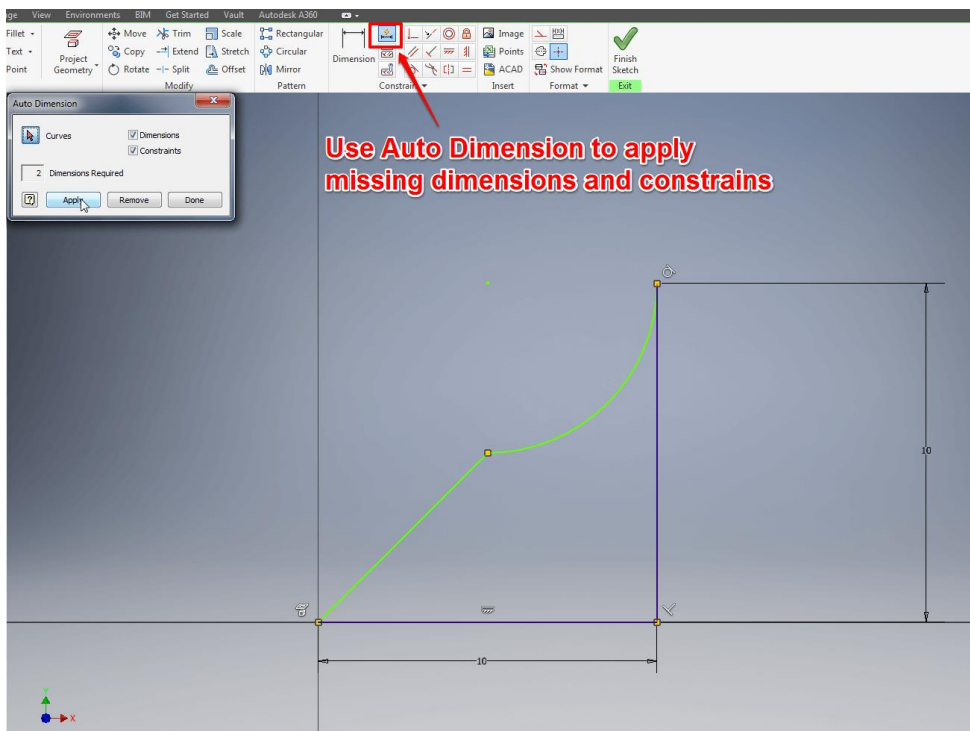 ge View Environments BIM Get Started Vault Autodesk A360
Fillet Move Trim Scale Rectangular Image
Text Copy Extend Stretch Circular Points
Point Rotate Split Offset Mirror ACAD Show Format
Project Geometry
Dimension
Finish Sketch
Modify Pattern Constrain Insert Format Exit
Auto Dimension
Curves
Dimensions
Constraints
2 Dimensions Required
Apply Remove Done
Use Auto Dimension to apply
missing dimensions and constrains
10
10
Y
X